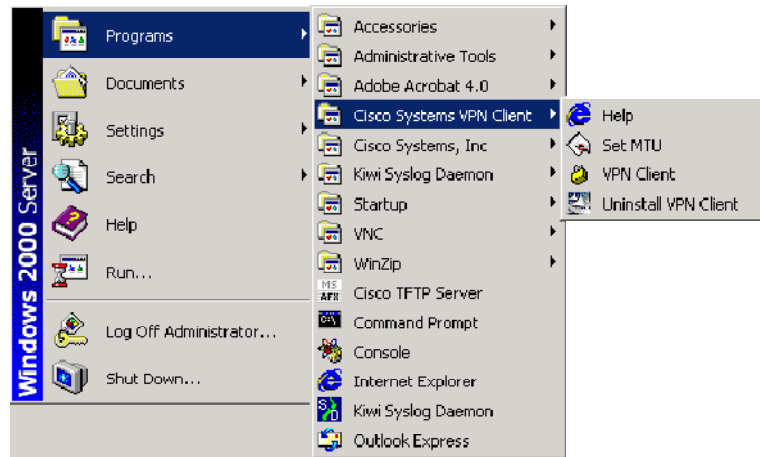 Windows 2000 Server
Programs
Documents
Settings
Search
Help
Run...
Log Off Administrator...
Shut Down...
Accessories
Administrative Tools
Adobe Acrobat 4.0
Cisco Systems VPN Client
Cisco Systems, Inc
Kiwi Syslog Daemon
Startup
VNC
WinZip
MS
AFX
Cisco TFTP Server
Command Prompt
Console
Internet Explorer
Kiwi Syslog Daemon
Outlook Express
Help
Set MTU
VPN Client
Uninstall VPN Client